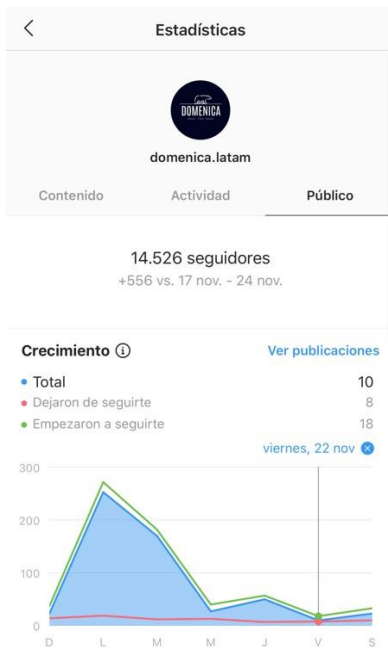 Estadísticas
DOMENICA
domenica.latam
Contenido Actividad Público
14.526 seguidores
+556 vs. 17 nov. - 24 nov.
Crecimiento Ver publicaciones
Total 10
Dejaron de seguirte 8
Empezaron a seguirte 18
viernes, 22 nov
300
200
100
0
D L M M J V S